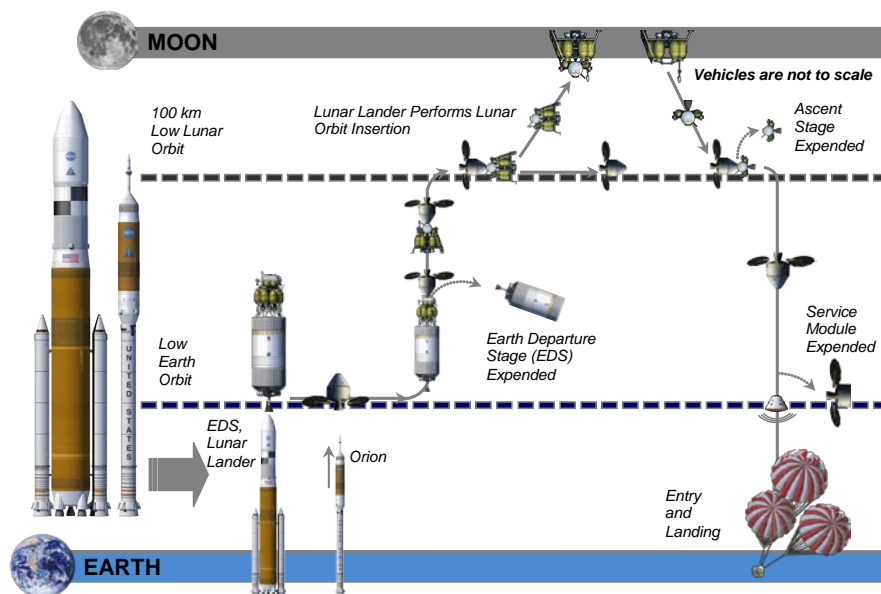 MOON
Vehicles are not to scale
100 km
Low Lunar
Orbit
Lunar Lander Performs Lunar
Orbit Insertion
Ascent
Stage
Expended
UNITED STATES
Low
Earth
Orbit
Earth Departure
Stage (EDS)
Expended
Service
Module
Expended
EDS,
Lunar
Lander
Orion
Entry
and
Landing
EARTH